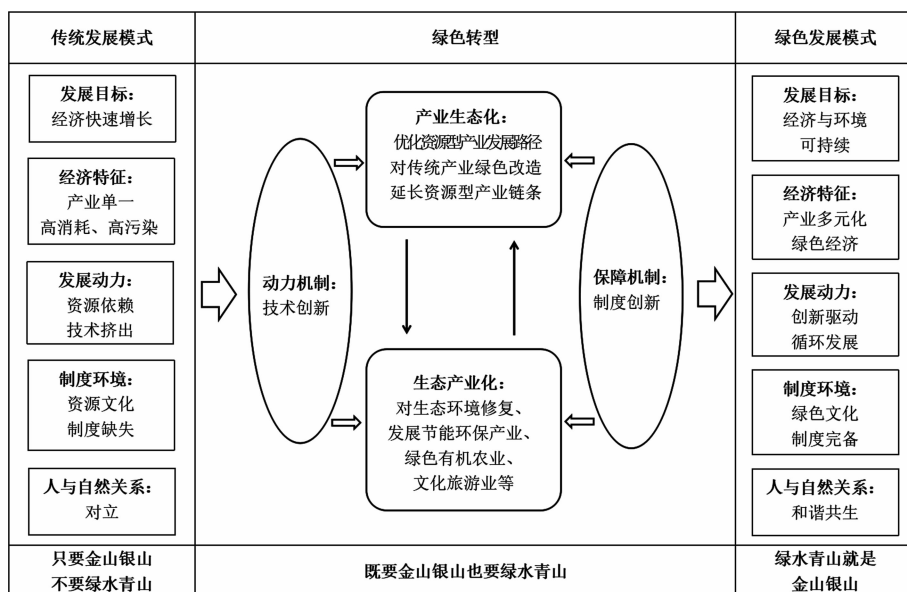 传统发展模式
绿色转型
绿色发展模式
发展目标：
经济快速增长
经济特征：
产业单一
高消耗、高污染
发展动力：
资源依赖
技术挤出
制度环境：
资源文化
制度缺失
人与自然关系：
对立
动力机制：
技术创新
产业生态化：
优化资源型产业发展路径
对传统产业绿色改造
延长资源型产业链条
生态产业化：
对生态环境修复、
发展节能环保产业、
绿色有机农业、
文化旅游业等
保障机制：
制度创新
发展目标：
经济与环境
可持续
经济特征：
产业多元化
绿色经济
发展动力：
创新驱动
循环发展
制度环境：
绿色文化
制度完备
人与自然关系：
和谐共生
只要金山银山
不要绿水青山
既要金山银山也要绿水青山
绿水青山就是
金山银山